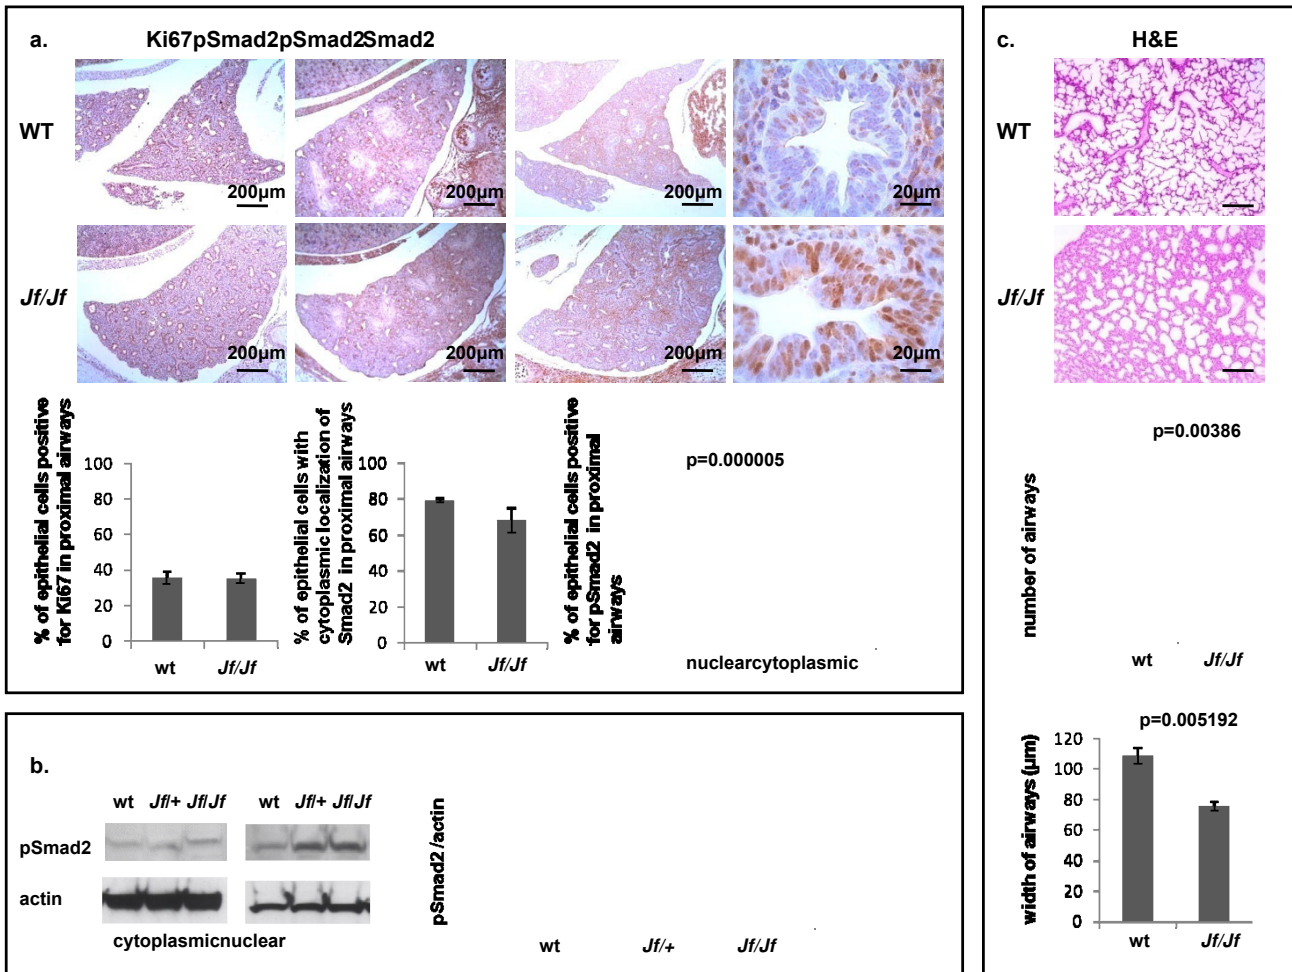 a.
Ki67pSmad2pSmad2Smad2
WT
200µm
200µm
200µm
20µm
Jf/Jf
200µm
200µm
200µm
20µm
% of epithelial cells positive
for Ki67 in proximal airways
100
80
60
40
20
0
wt
Jf/Jf
% of epithelial cells with
cytoplasmic localization of
Smad2 in proximal airways
100
80
60
40
20
0
wt
Jf/Jf
% of epithelial cells positive
for pSmad2 in proximal
airways
p=0.000005
nuclearcytoplasmic
b.
wt Jf/+ Jf/Jf
wt Jf/+ Jf/Jf
pSmad2
actin
cytoplasmicnuclear
pSmad2/actin
wt
Jf/+
Jf/Jf
c.
H&E
WT
Jf/Jf
p=0.00386
number of airways
wt
Jf/Jf
p=0.005192
width of airways (µm)
120
100
80
60
40
20
0
wt
Jf/Jf